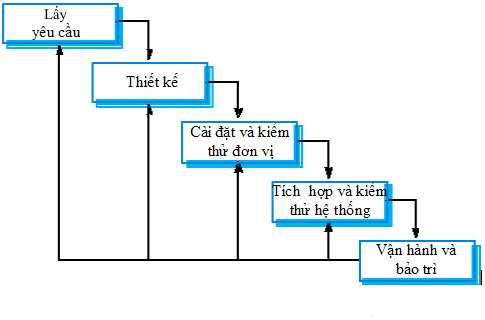 Lấy
yêu cầu
Thiết kế
Cài đặt và kiểm
thử đơn vị
Tích hợp và kiểm
thử hệ thống
Vận hành và
bảo trì